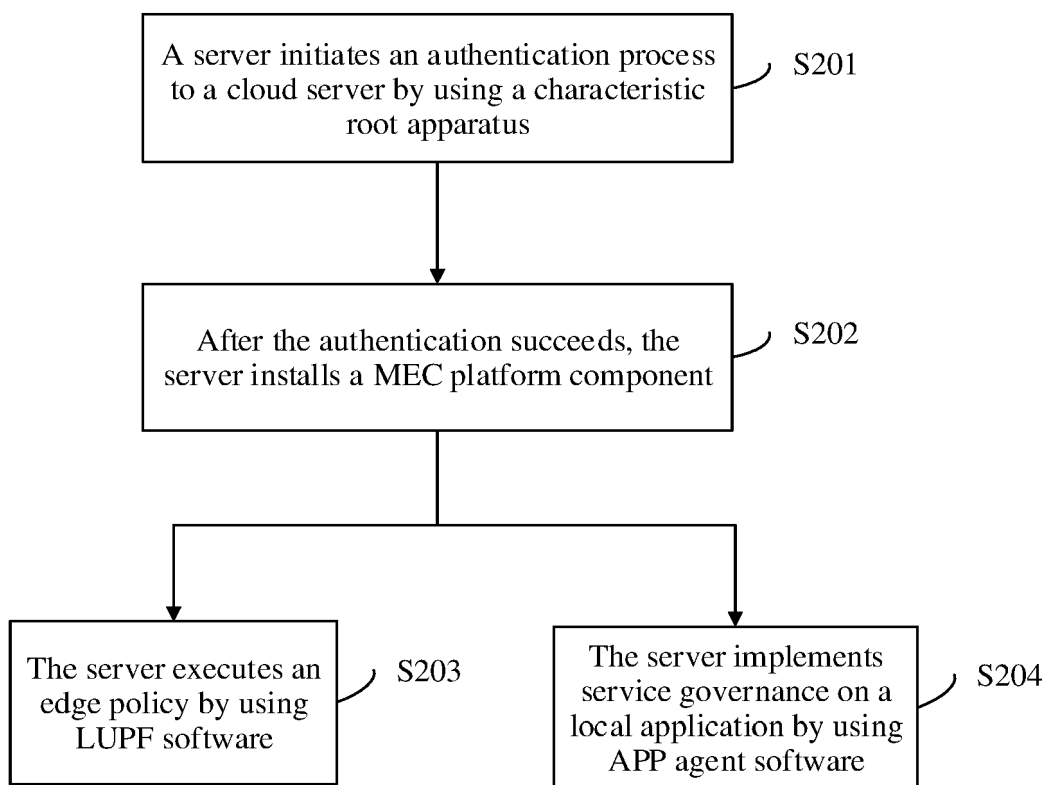 A server initiates an authentication process
to a cloud server by using a characteristic
root apparatus
S201
After the authentication succeeds, the
server installs a MEC platform component
S202
The server executes an
edge policy by using
LUPF software
S203
The server implements
service governance on a
local application by using
APP agent software
S204